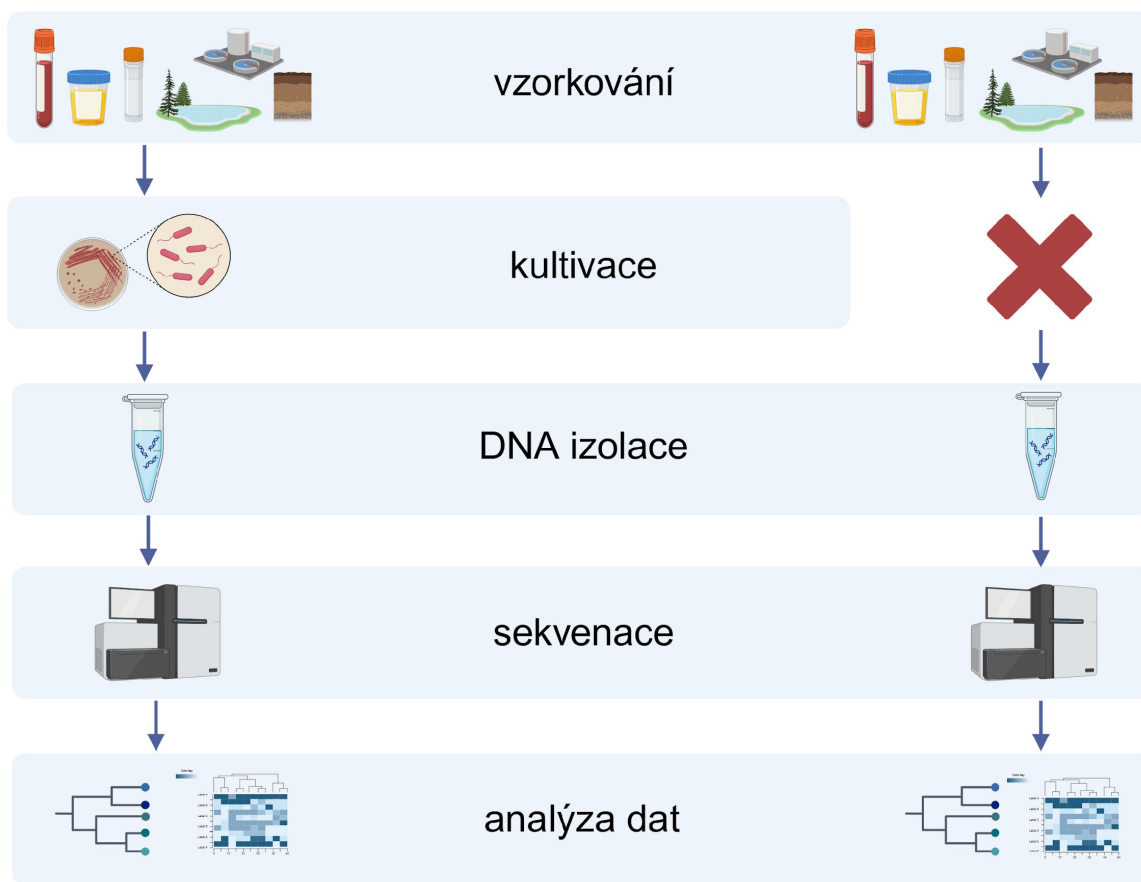 vzorkování
kultivace
DNA izolace
sekvenace
analýza dat